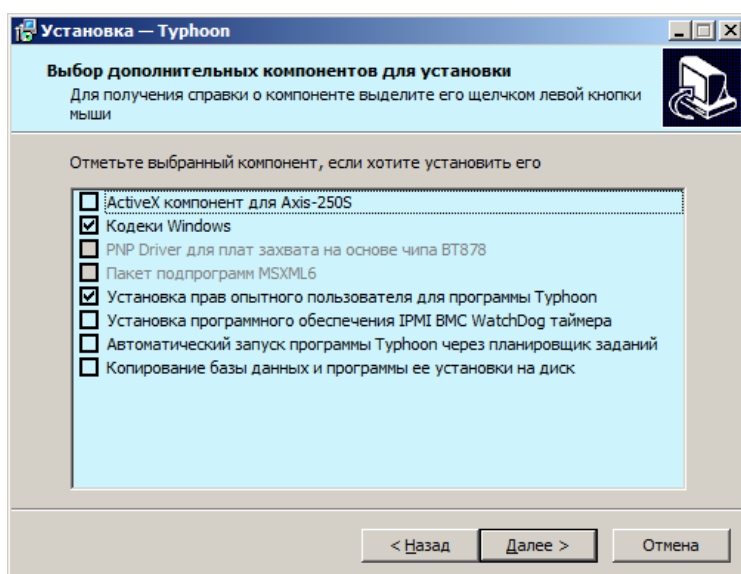 Установка — Typhoon
Выбор дополнительных компонентов для установки
Для получения справки о компоненте выделите его щелчком левой кнопки
мыши
Отметьте выбранный компонент, если хотите установить его
ActiveX компонент для Axis-250S
Кодеки Windows
PNP Driver для плат захвата на основе чипа BT878
Пакет подпрограмм MSXML6
Установка прав опытного пользователя для программы Typhoon
Установка программного обеспечения IPMI BMC WatchDog таймера
Автоматический запуск программы Typhoon через планировщик заданий
Копирование базы данных и программы ее установки на диск
< Назад Далее > Отмена